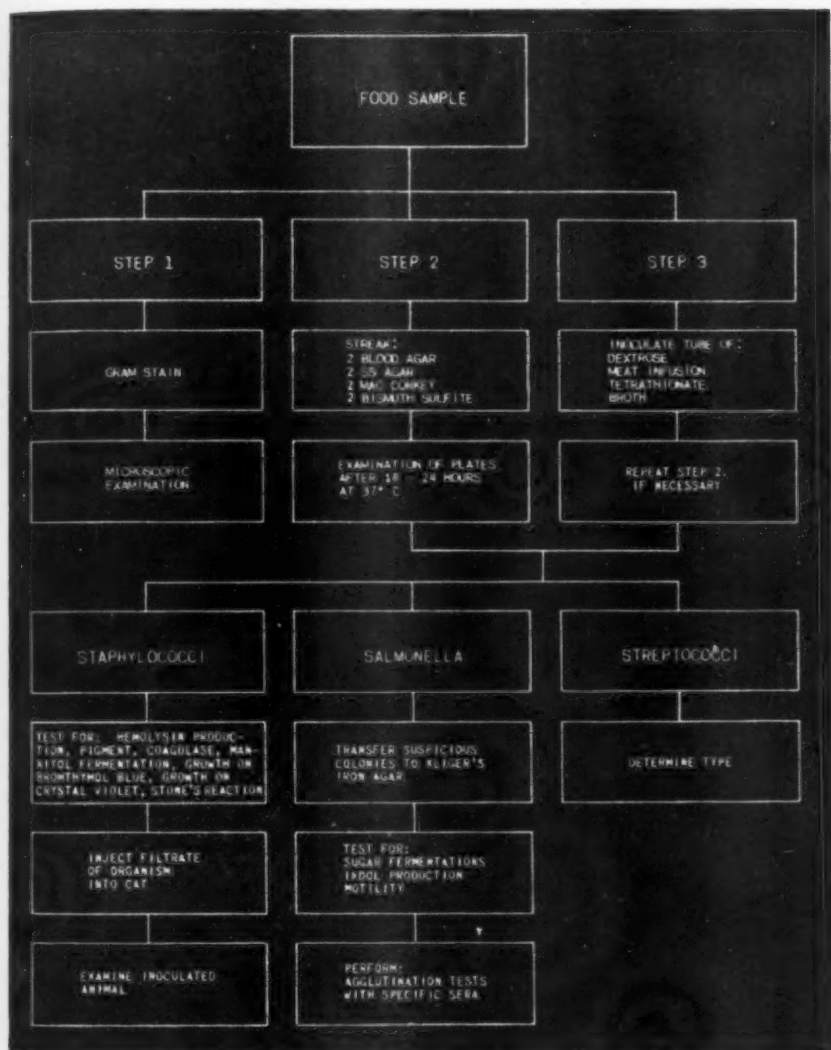 FOOD SAMPLE
STEP 1
STEP 2
STEP 3
GRAM STAIN
STREAK:
2 BLOOD AGAR
2 SS AGAR
2 MAC CONKEY
2 BISMUTH SULFITE
INOCULATE TUBE OF:
DEXTROSE
MEAT INFUSION
TETRATHIONATE
BROTH
MICROSCOPIC
EXAMINATION
EXAMINATION OF PLATES
AFTER 18 - 24 HOURS
AT 37° C
REPEAT STEP 2.
IF NECESSARY
STAPHYLOCOCCI
SALMONELLA
STREPTOCOCCI
TEST FOR: HEMOLYSIN PRODUC-
TION, PIGMENT, COAGULASE, MAN-
NITOL FERMENTATION, GROWTH ON
BROMTHYMOL BLUE, GROWTH ON
CRYSTAL VIOLET, STONE'S REACTION
TRANSFER SUSPICIOUS
COLONIES TO KLIGER'S
IRON AGAR
DETERMINE TYPE
INJECT FILTRATE
OF ORGANISM
INTO CAT
TEST FOR:
SUGAR FERMENTATIONS
INDOL PRODUCTION
MOTILITY
EXAMINE INOCULATED
ANIMAL
PERFORM:
AGGLUTINATION TESTS
WITH SPECIFIC SERA